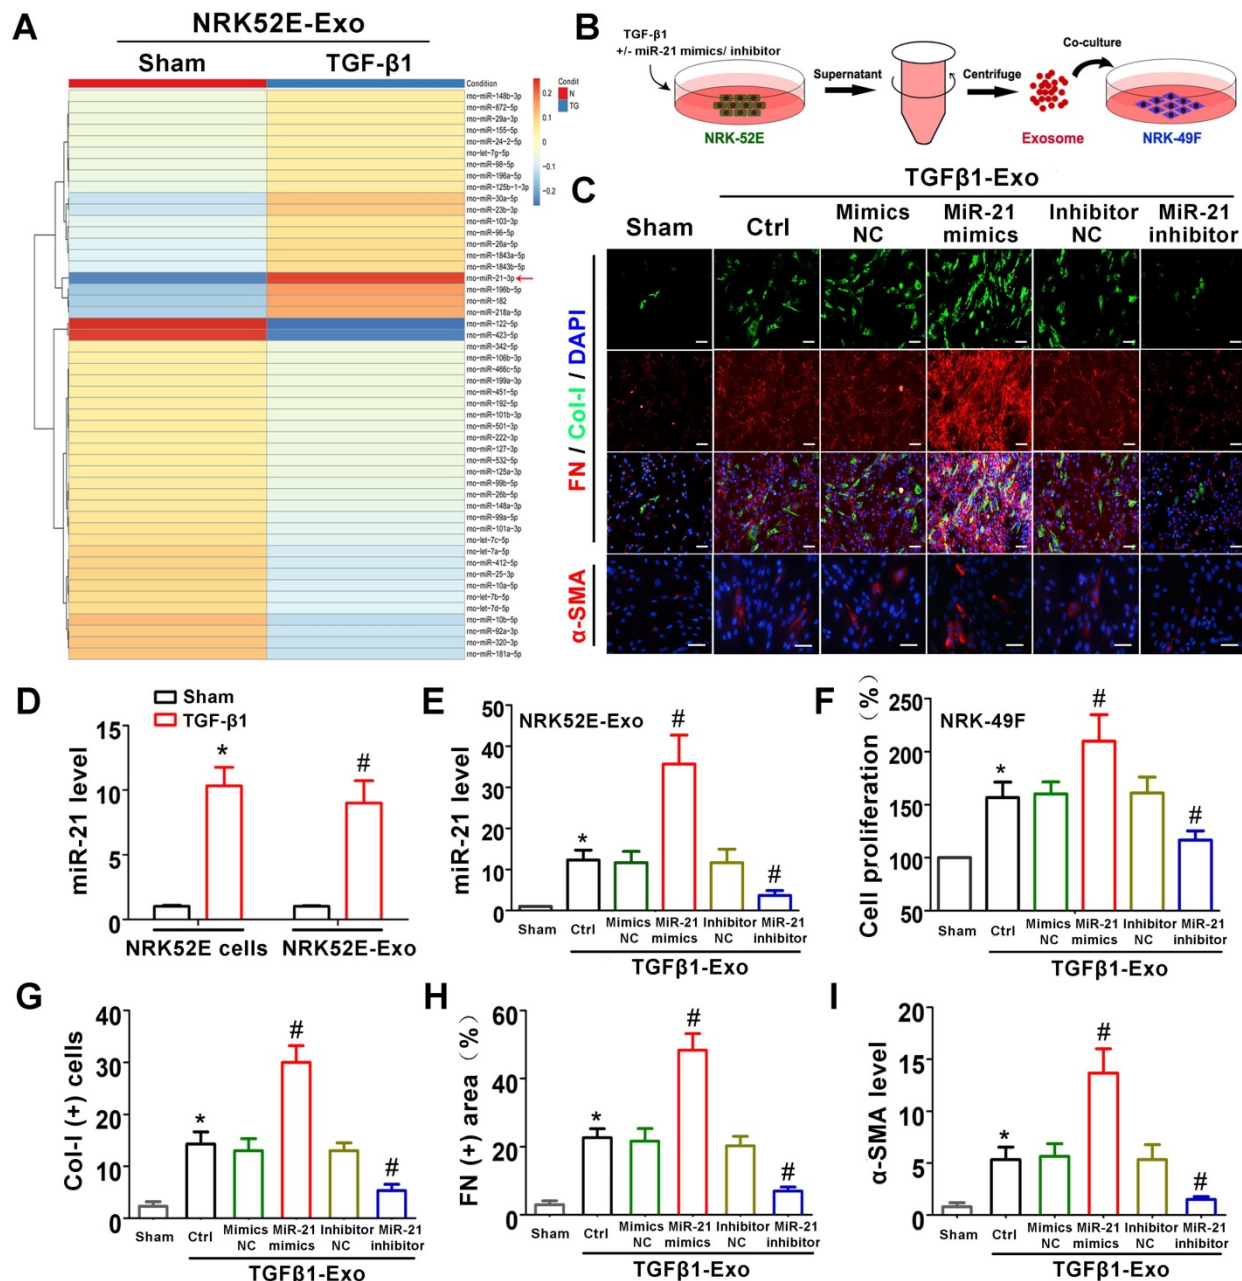 A
NRK52E-Exo
Sham
TGF-β1
Condition
Condit
N
TG
0.2
0.1
0
-0.1
-0.2
rno-miR-148b-3p
rno-miR-872-5p
rno-miR-29a-3p
rno-miR-155-5p
rno-miR-24-2-5p
rno-let-7g-5p
rno-miR-98-5p
rno-miR-196a-5p
rno-miR-125b-1-3p
rno-miR-30a-5p
rno-miR-23b-3p
rno-miR-103-3p
rno-miR-96-5p
rno-miR-26a-5p
rno-miR-1843a-5p
rno-miR-1843b-5p
rno-miR-21-3p
rno-miR-196b-5p
rno-miR-182
rno-miR-218a-5p
rno-miR-122-5p
rno-miR-423-5p
rno-miR-342-5p
rno-miR-106b-3p
rno-miR-466c-5p
rno-miR-199a-3p
rno-miR-451-5p
rno-miR-192-5p
rno-miR-101b-3p
rno-miR-501-3p
rno-miR-222-3p
rno-miR-127-3p
rno-miR-532-5p
rno-miR-125a-3p
rno-miR-99b-5p
rno-miR-26b-5p
rno-miR-148a-3p
rno-miR-99a-5p
rno-miR-101a-3p
rno-let-7c-5p
rno-let-7a-5p
rno-miR-412-5p
rno-miR-25-3p
rno-miR-10a-5p
rno-let-7b-5p
rno-let-7d-5p
rno-miR-10b-5p
rno-miR-92a-3p
rno-miR-320-3p
rno-miR-181a-5p
B
TGF-β1
+/- miR-21 mimics/ inhibitor
NRK-52E
Supernatant
Centrifuge
Exosome
Co-culture
NRK-49F
C
TGFβ1-Exo
Sham
Ctrl
Mimics NC
MiR-21 mimics
Inhibitor NC
MiR-21 inhibitor
FN / Col-I / DAPI
α-SMA
D
Sham
TGF-β1
miR-21 level
15
10
5
0
*
#
NRK52E cells
NRK52E-Exo
E
NRK52E-Exo
miR-21 level
50
40
30
20
10
0
*
#
#
Sham
Ctrl
Mimics NC
MiR-21 mimics
Inhibitor NC
MiR-21 inhibitor
TGFβ1-Exo
F
NRK-49F
Cell proliferation (%)
250
200
150
100
50
*
#
#
Sham
Ctrl
Mimics NC
MiR-21 mimics
Inhibitor NC
MiR-21 inhibitor
TGFβ1-Exo
G
Col-I (+) cells
40
30
20
10
0
*
#
#
Sham
Ctrl
Mimics NC
MiR-21 mimics
Inhibitor NC
MiR-21 inhibitor
TGFβ1-Exo
H
FN (+) area (%)
60
40
20
0
*
#
#
Sham
Ctrl
Mimics NC
MiR-21 mimics
Inhibitor NC
MiR-21 inhibitor
TGFβ1-Exo
I
α-SMA level
20
15
10
5
0
*
#
#
Sham
Ctrl
Mimics NC
MiR-21 mimics
Inhibitor NC
MiR-21 inhibitor
TGFβ1-Exo